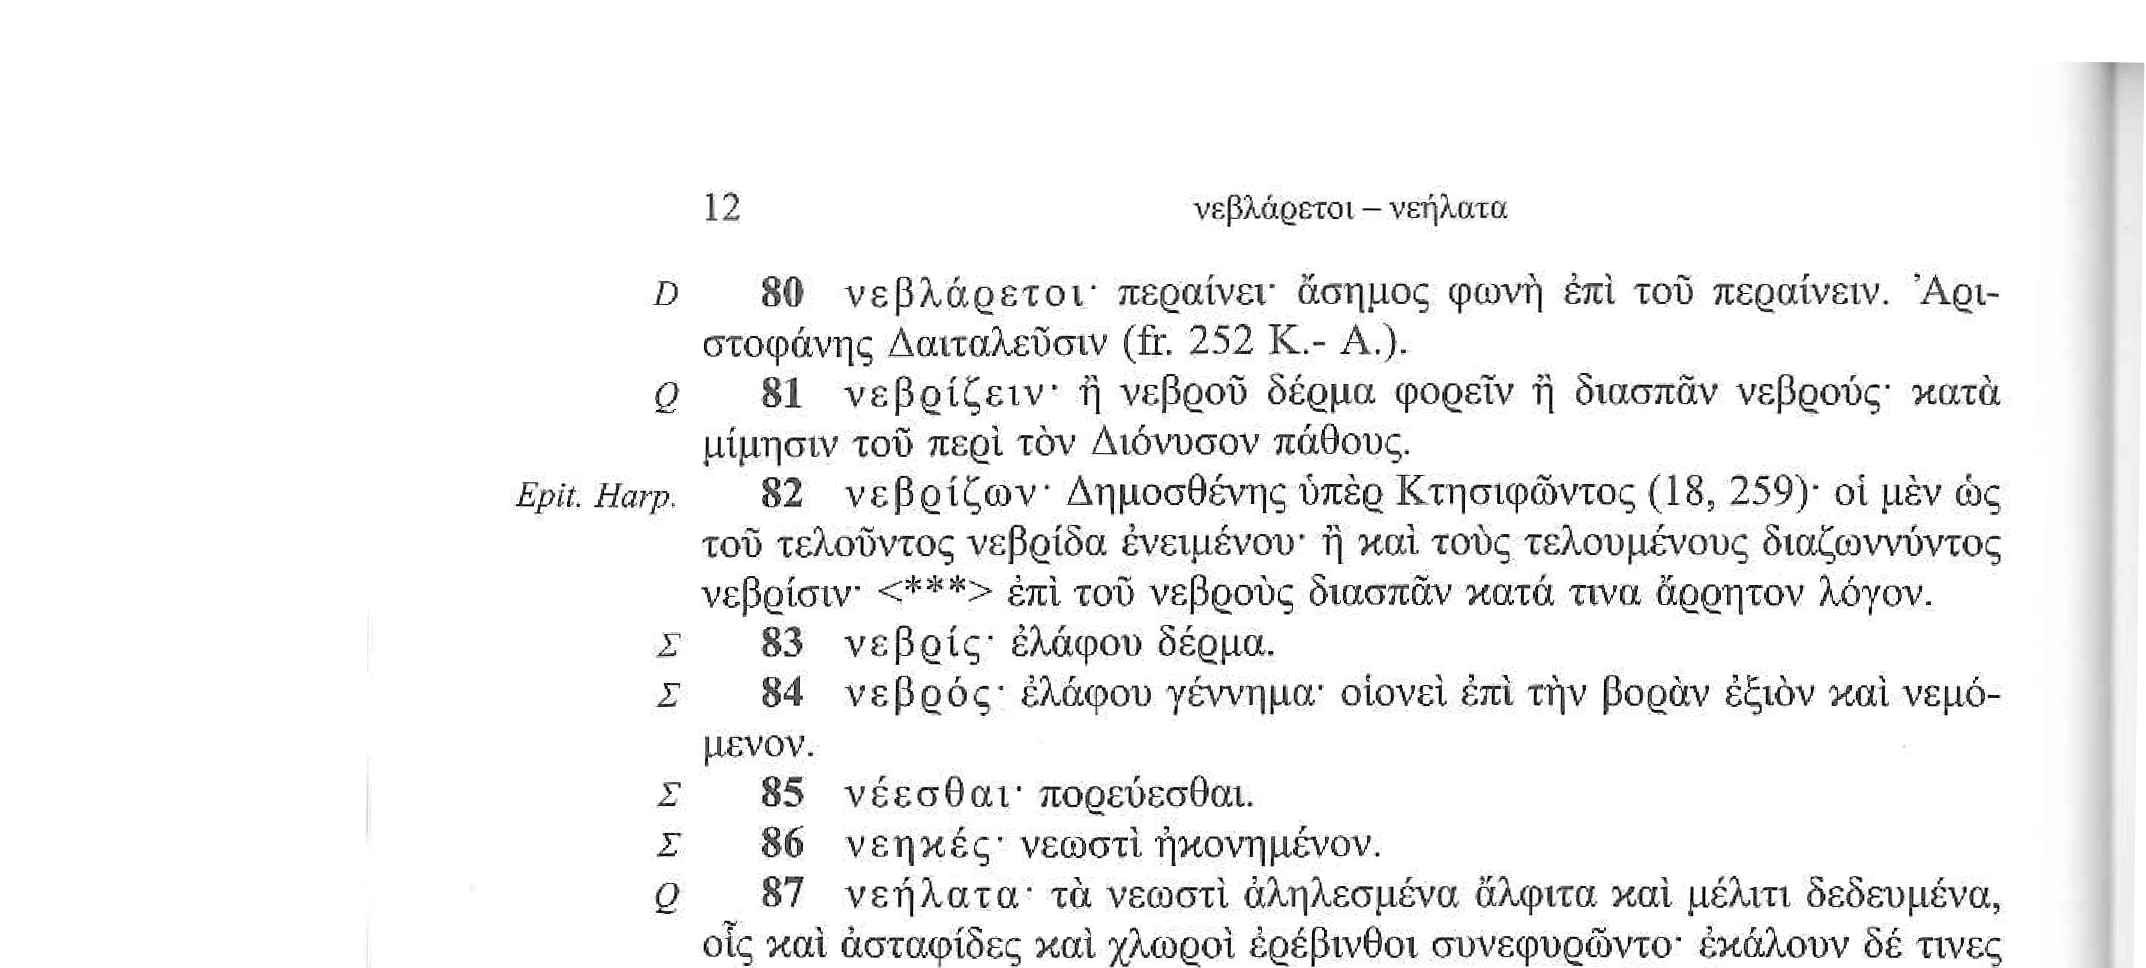 12 νεβλάρετοι – νεήλατα
D 80 νεβλάρετοι· περαίνει· ἄσημος φωνὴ ἐπὶ τοῦ περαίνειν. Ἀρι-
στοφάνης Δαιταλεῦσιν (fr. 252 K.- A.).
Q 81 νεβρίζειν· ἢ νεβροῦ δέρμα φορεῖν ἢ διασπᾶν νεβρούς· κατὰ
μίμησιν τοῦ περὶ τὸν Διόνυσον πάθους.
Epit. Harp. 82 νεβρίζων· Δημοσθένης ὑπὲρ Κτησιφῶντος (18, 259)· οἱ μὲν ὡς
τοῦ τελοῦντος νεβρίδα ἐνειμένου· ἢ καὶ τοὺς τελουμένους διαζωννύντος
νεβρίσιν· <***> ἐπὶ τοῦ νεβροὺς διασπᾶν κατά τινα ἄρρητον λόγον.
Σ 83 νεβρίς· ἐλάφου δέρμα.
Σ 84 νεβρός· ἐλάφου γέννημα· οἱονεὶ ἐπὶ τὴν βορὰν ἐξιὸν καὶ νεμό-
μενον.
Σ 85 νέεσθαι· πορεύεσθαι.
Σ 86 νεηκές· νεωστὶ ἠκονημένον.
Q 87 νεήλατα· τὰ νεωστὶ ἀληλεσμένα ἄλφιτα καὶ μέλιτι δεδευμένα,
οἷς καὶ ἀσταφίδες καὶ χλωροὶ ἐρέβινθοι συνεφυρῶντο· ἐκάλουν δέ τινες